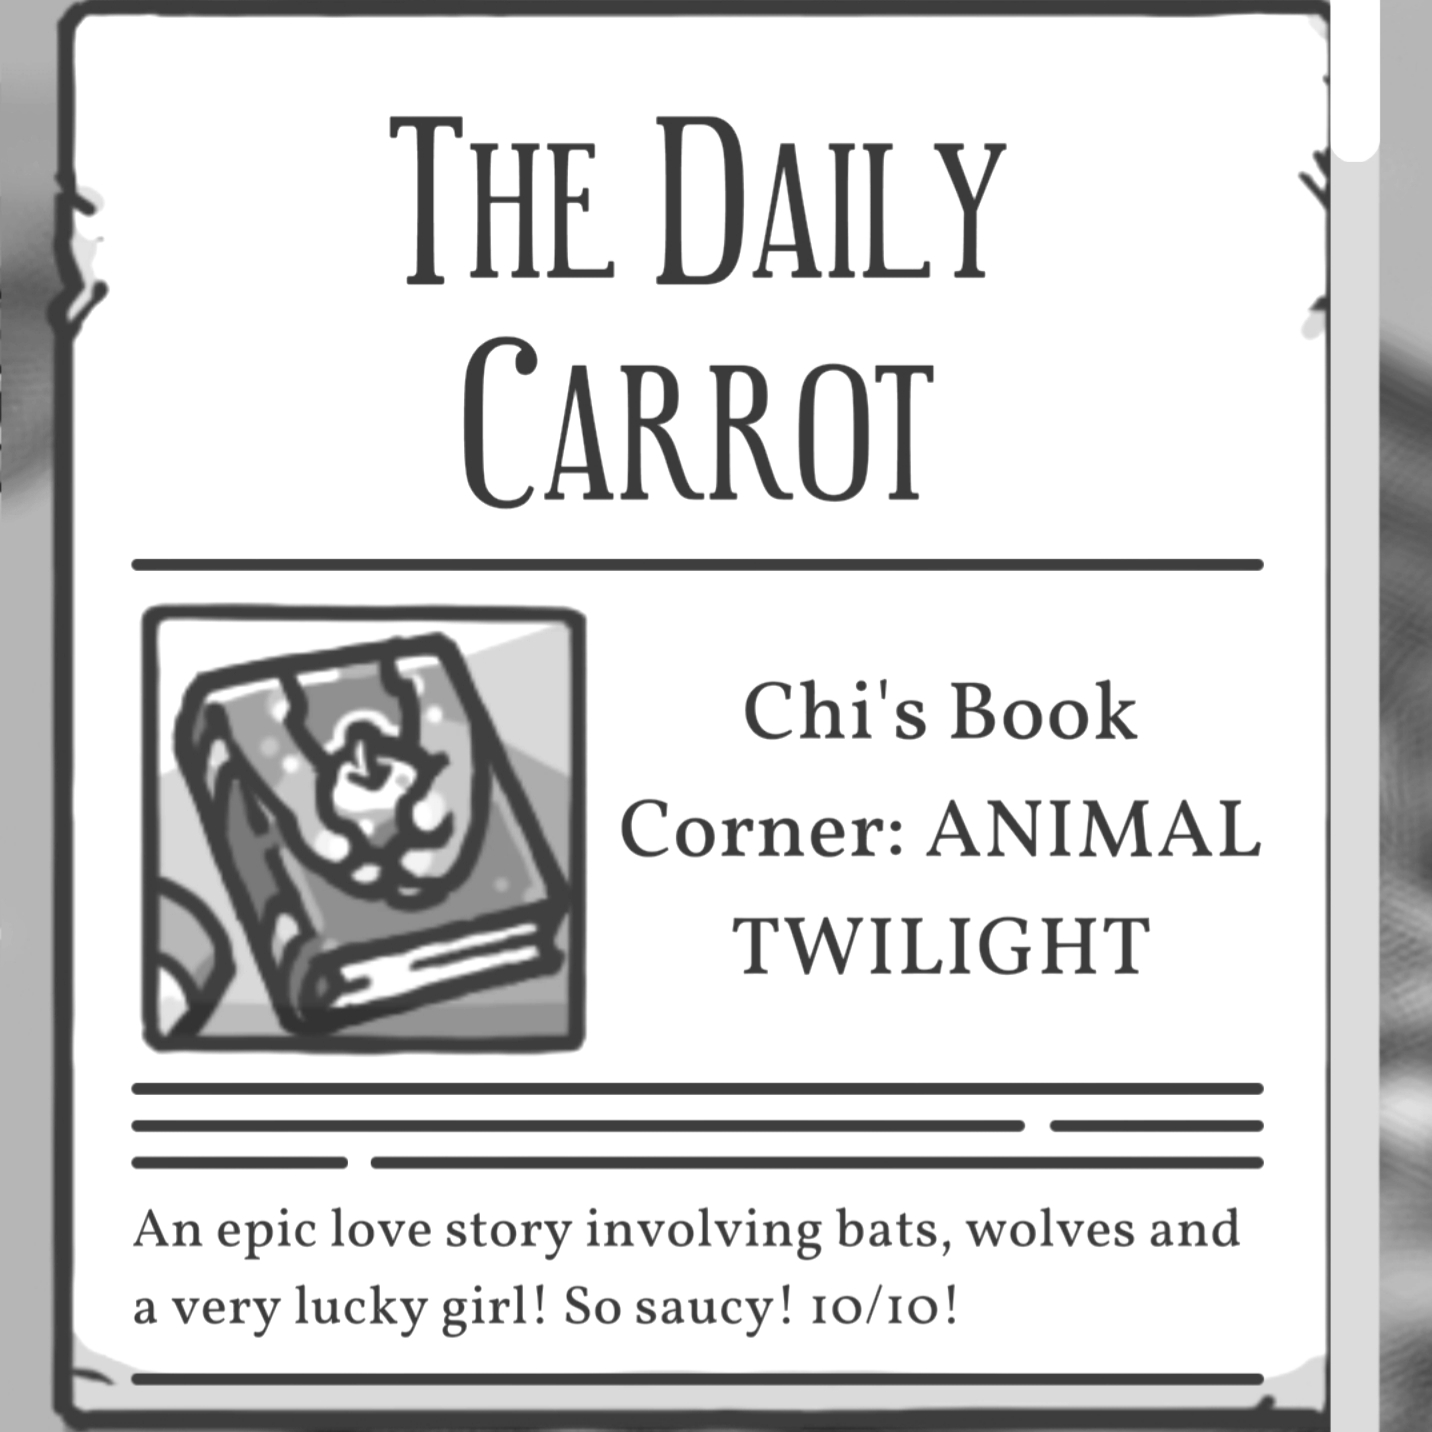 The Daily
Carrot
Chi's Book
Corner: ANIMAL
TWILIGHT
An epic love story involving bats, wolves and
a very lucky girl! So saucy! 10/10!